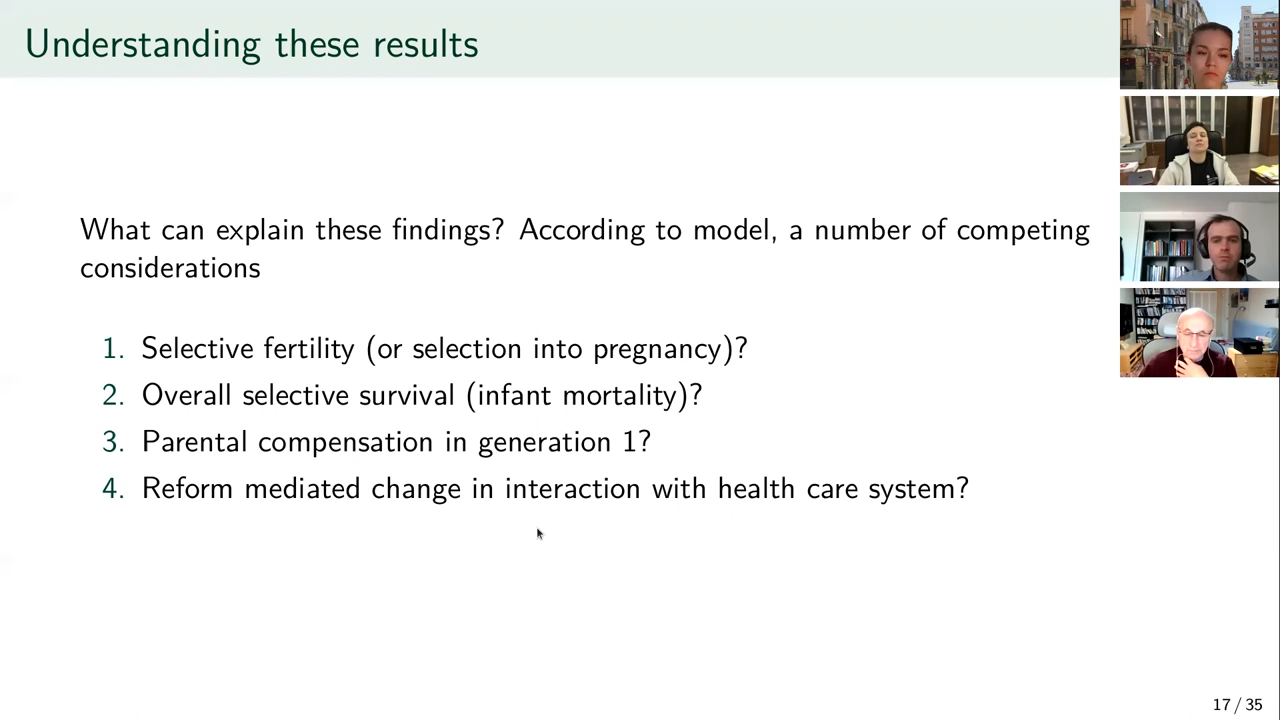 Understanding these results
What can explain these findings? According to model, a number of competing
considerations
1. Selective fertility (or selection into pregnancy)?
2. Overall selective survival (infant mortality)?
3. Parental compensation in generation 1?
4. Reform mediated change in interaction with health care system?
17 / 35